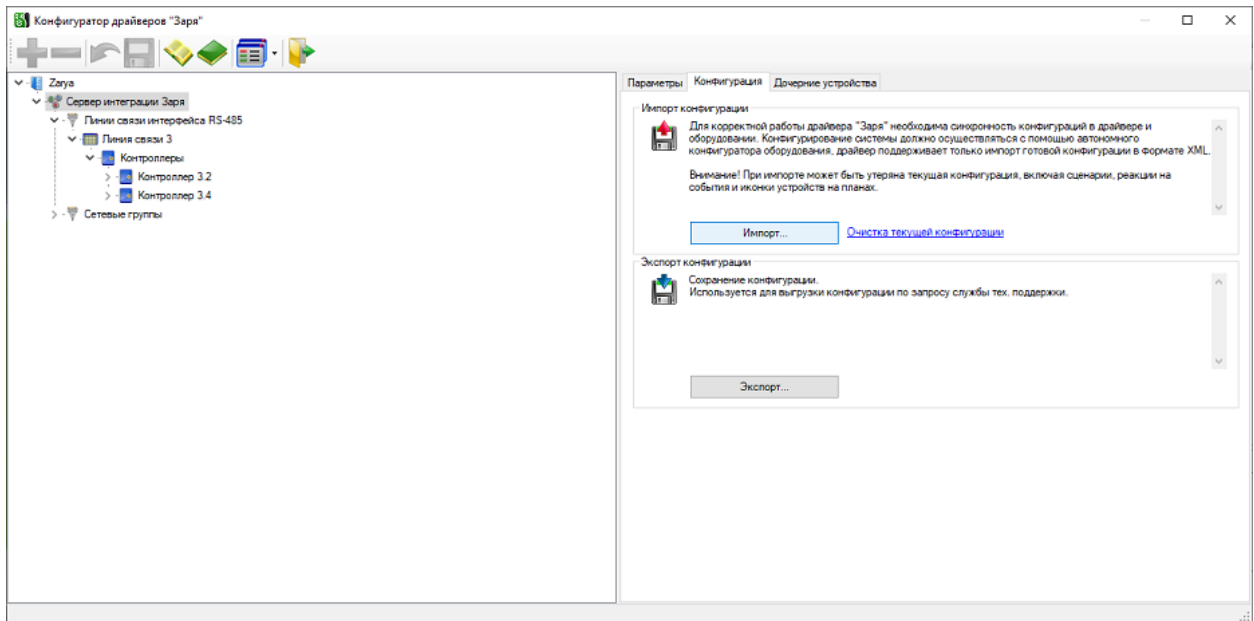 Конфигуратор драйверов "Заря"
Zarya
Сервер интеграции Заря
Линии связи интерфейса RS-485
Линия связи 3
Контроллеры
Контроллер 3.2
Контроллер 3.4
Сетевые группы
Параметры Конфигурация Дочерние устройства
Импорт конфигурации
Для корректной работы драйвера "Заря" необходима синхронность конфигураций в драйвере и
оборудовании. Конфигурирование системы должно осуществляться с помощью автономного
конфигуратора оборудования, драйвер поддерживает только импорт готовой конфигурации в формате XML.
Внимание! При импорте может быть утеряна текущая конфигурация, включая сценарии, реакции на
события и иконки устройств на планах.
Импорт... Очистка текущей конфигурации
Экспорт конфигурации
Сохранение конфигурации.
Используется для выгрузки конфигурации по запросу службы тех. поддержки.
Экспорт...